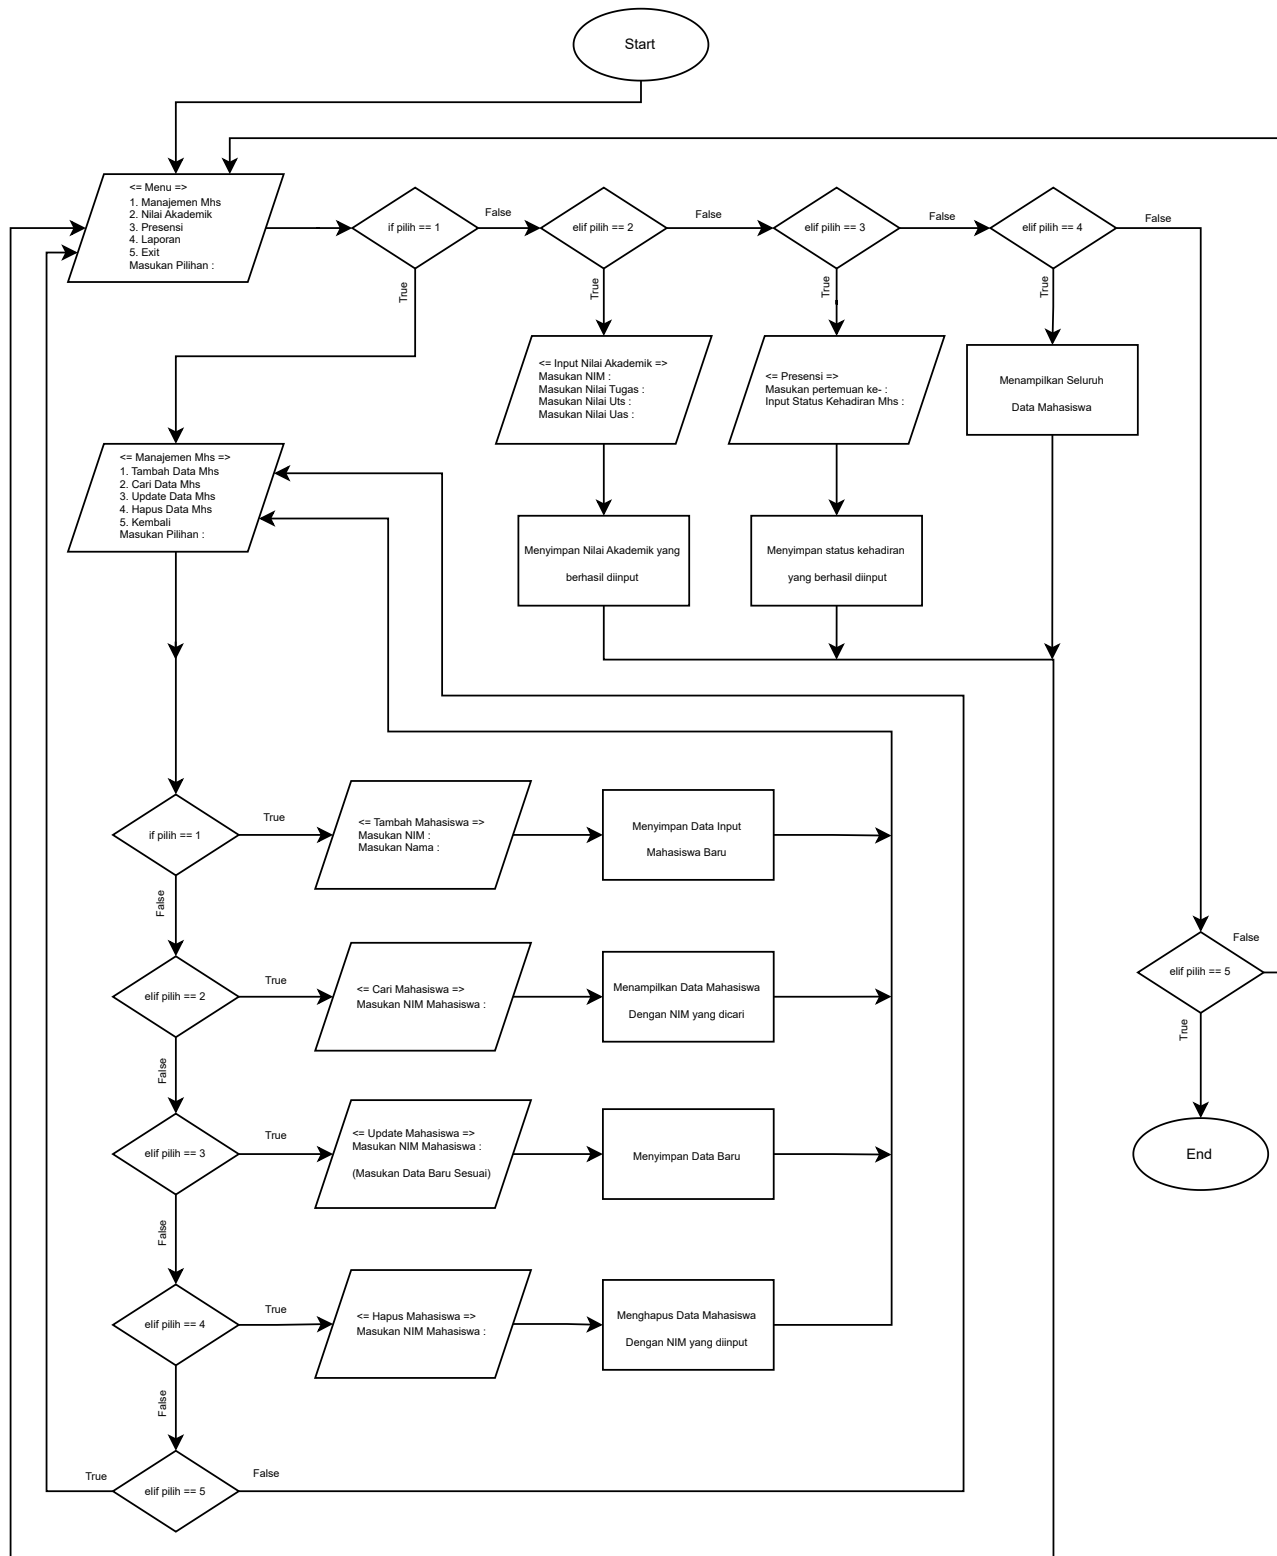 Start
<= Menu =>
1. Manajemen Mhs
2. Nilai Akademik
3. Presensi
4. Laporan
5. Exit
Masukan Pilihan :
if pilih == 1
False
elif pilih == 2
False
elif pilih == 3
False
elif pilih == 4
False
True
True
True
True
<= Input Nilai Akademik =>
Masukan NIM :
Masukan Nilai Tugas :
Masukan Nilai Uts :
Masukan Nilai Uas :
<= Presensi =>
Masukan pertemuan ke- :
Input Status Kehadiran Mhs :
Menampilkan Seluruh
Data Mahasiswa
<= Manajemen Mhs =>
1. Tambah Data Mhs
2. Cari Data Mhs
3. Update Data Mhs
4. Hapus Data Mhs
5. Kembali
Masukan Pilihan :
Menyimpan Nilai Akademik yang
berhasil diinput
Menyimpan status kehadiran
yang berhasil diinput
if pilih == 1
True
<= Tambah Mahasiswa =>
Masukan NIM :
Masukan Nama :
Menyimpan Data Input
Mahasiswa Baru
False
elif pilih == 2
True
<= Cari Mahasiswa =>
Masukan NIM Mahasiswa :
Menampilkan Data Mahasiswa
Dengan NIM yang dicari
elif pilih == 5
False
True
False
elif pilih == 3
True
<= Update Mahasiswa =>
Masukan NIM Mahasiswa :
(Masukan Data Baru Sesuai)
Menyimpan Data Baru
End
False
elif pilih == 4
True
<= Hapus Mahasiswa =>
Masukan NIM Mahasiswa :
Menghapus Data Mahasiswa
Dengan NIM yang diinput
False
True
elif pilih == 5
False